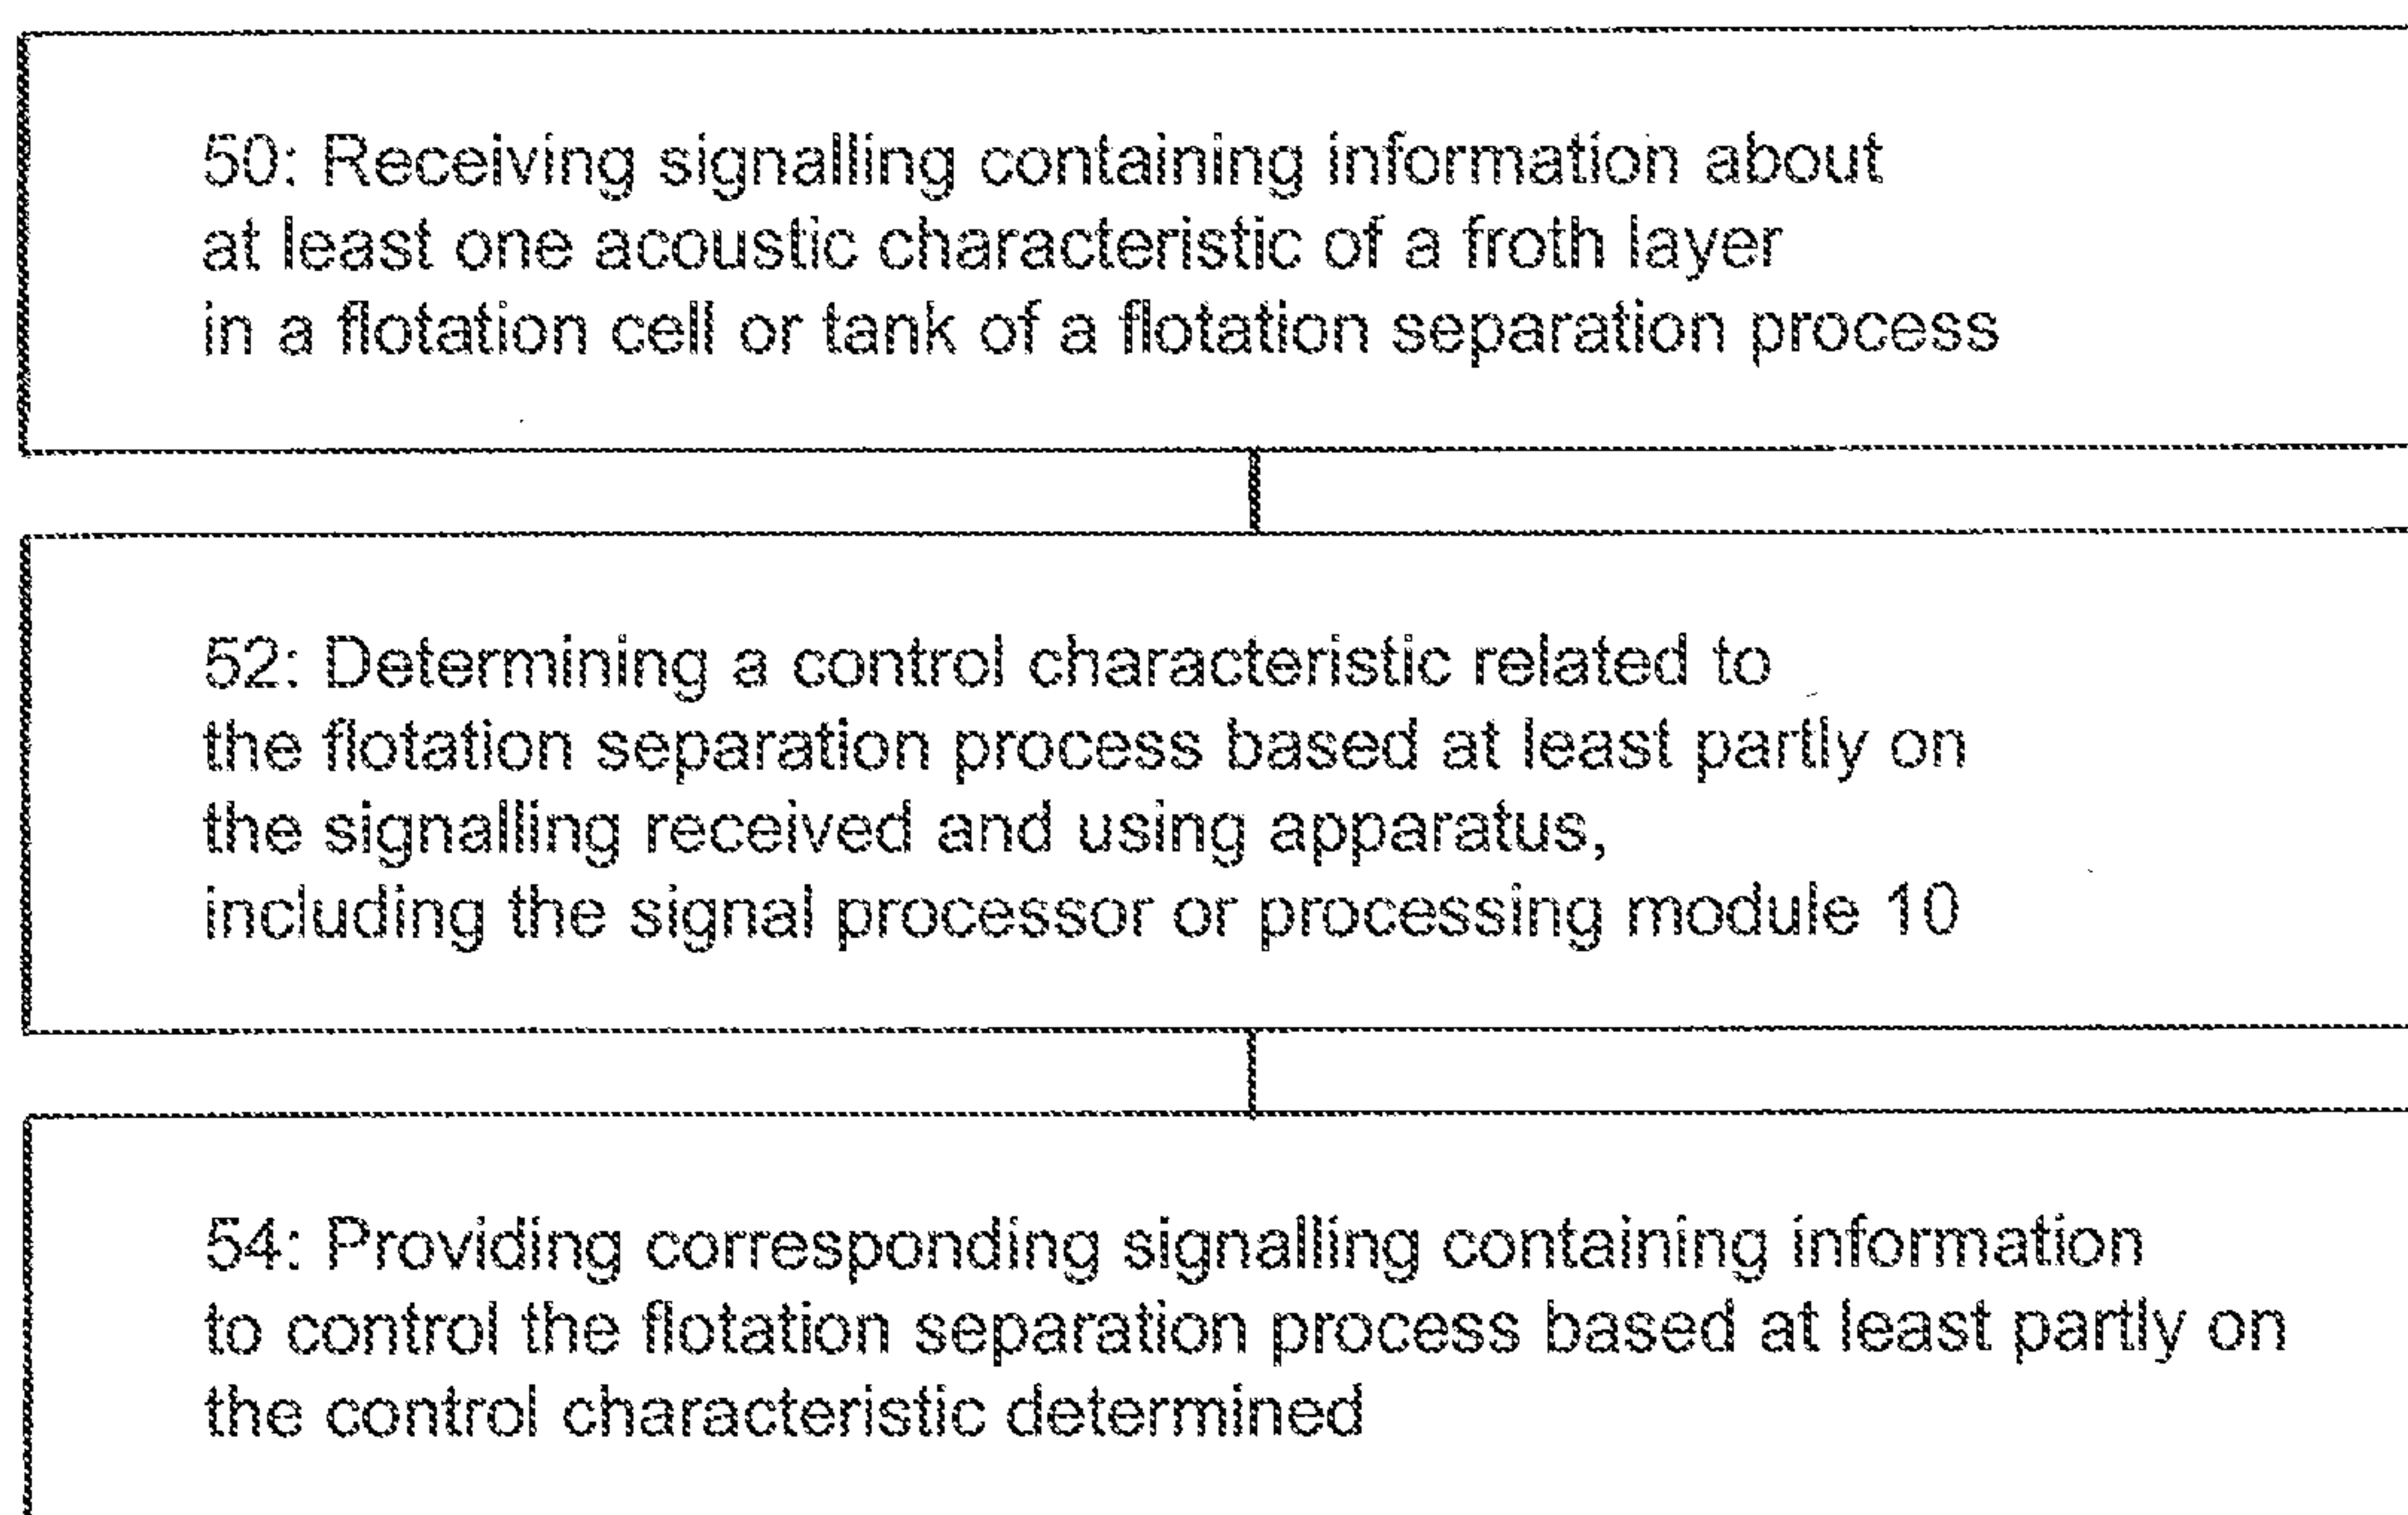 50: Receiving signalling containing information about
at least one acoustic characteristic of a froth layer
in a flotation cell or tank of a flotation separation process
52: Determining a control characteristic related to
the flotation separation process based at least partly on
the signalling received and using apparatus,
including the signal processor or processing module 10
54: Providing corresponding signalling containing information
to control the flotation separation process based at least partly on
the control characteristic determined